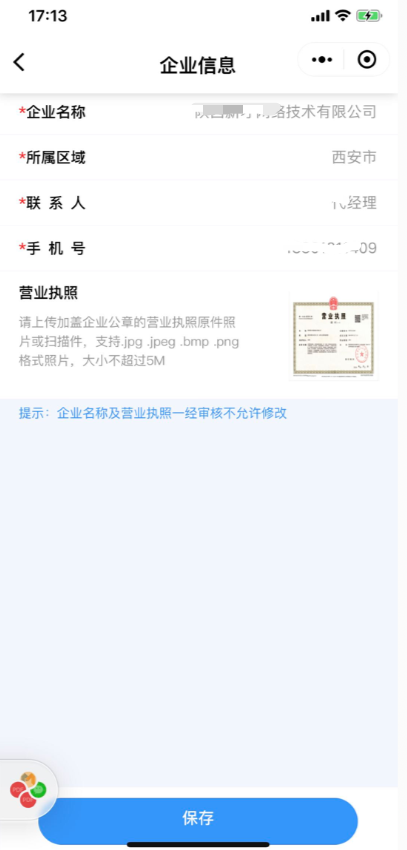 17:13
企业信息
*企业名称
技术有限公司
*所属区域
西安市
*联 系 人
经理
*手 机 号
09
营业执照
请上传加盖企业公章的营业执照原件照
片或扫描件，支持.jpg .jpeg .bmp .png
格式照片，大小不超过5M
营业执照
提示：企业名称及营业执照一经审核不允许修改
保存